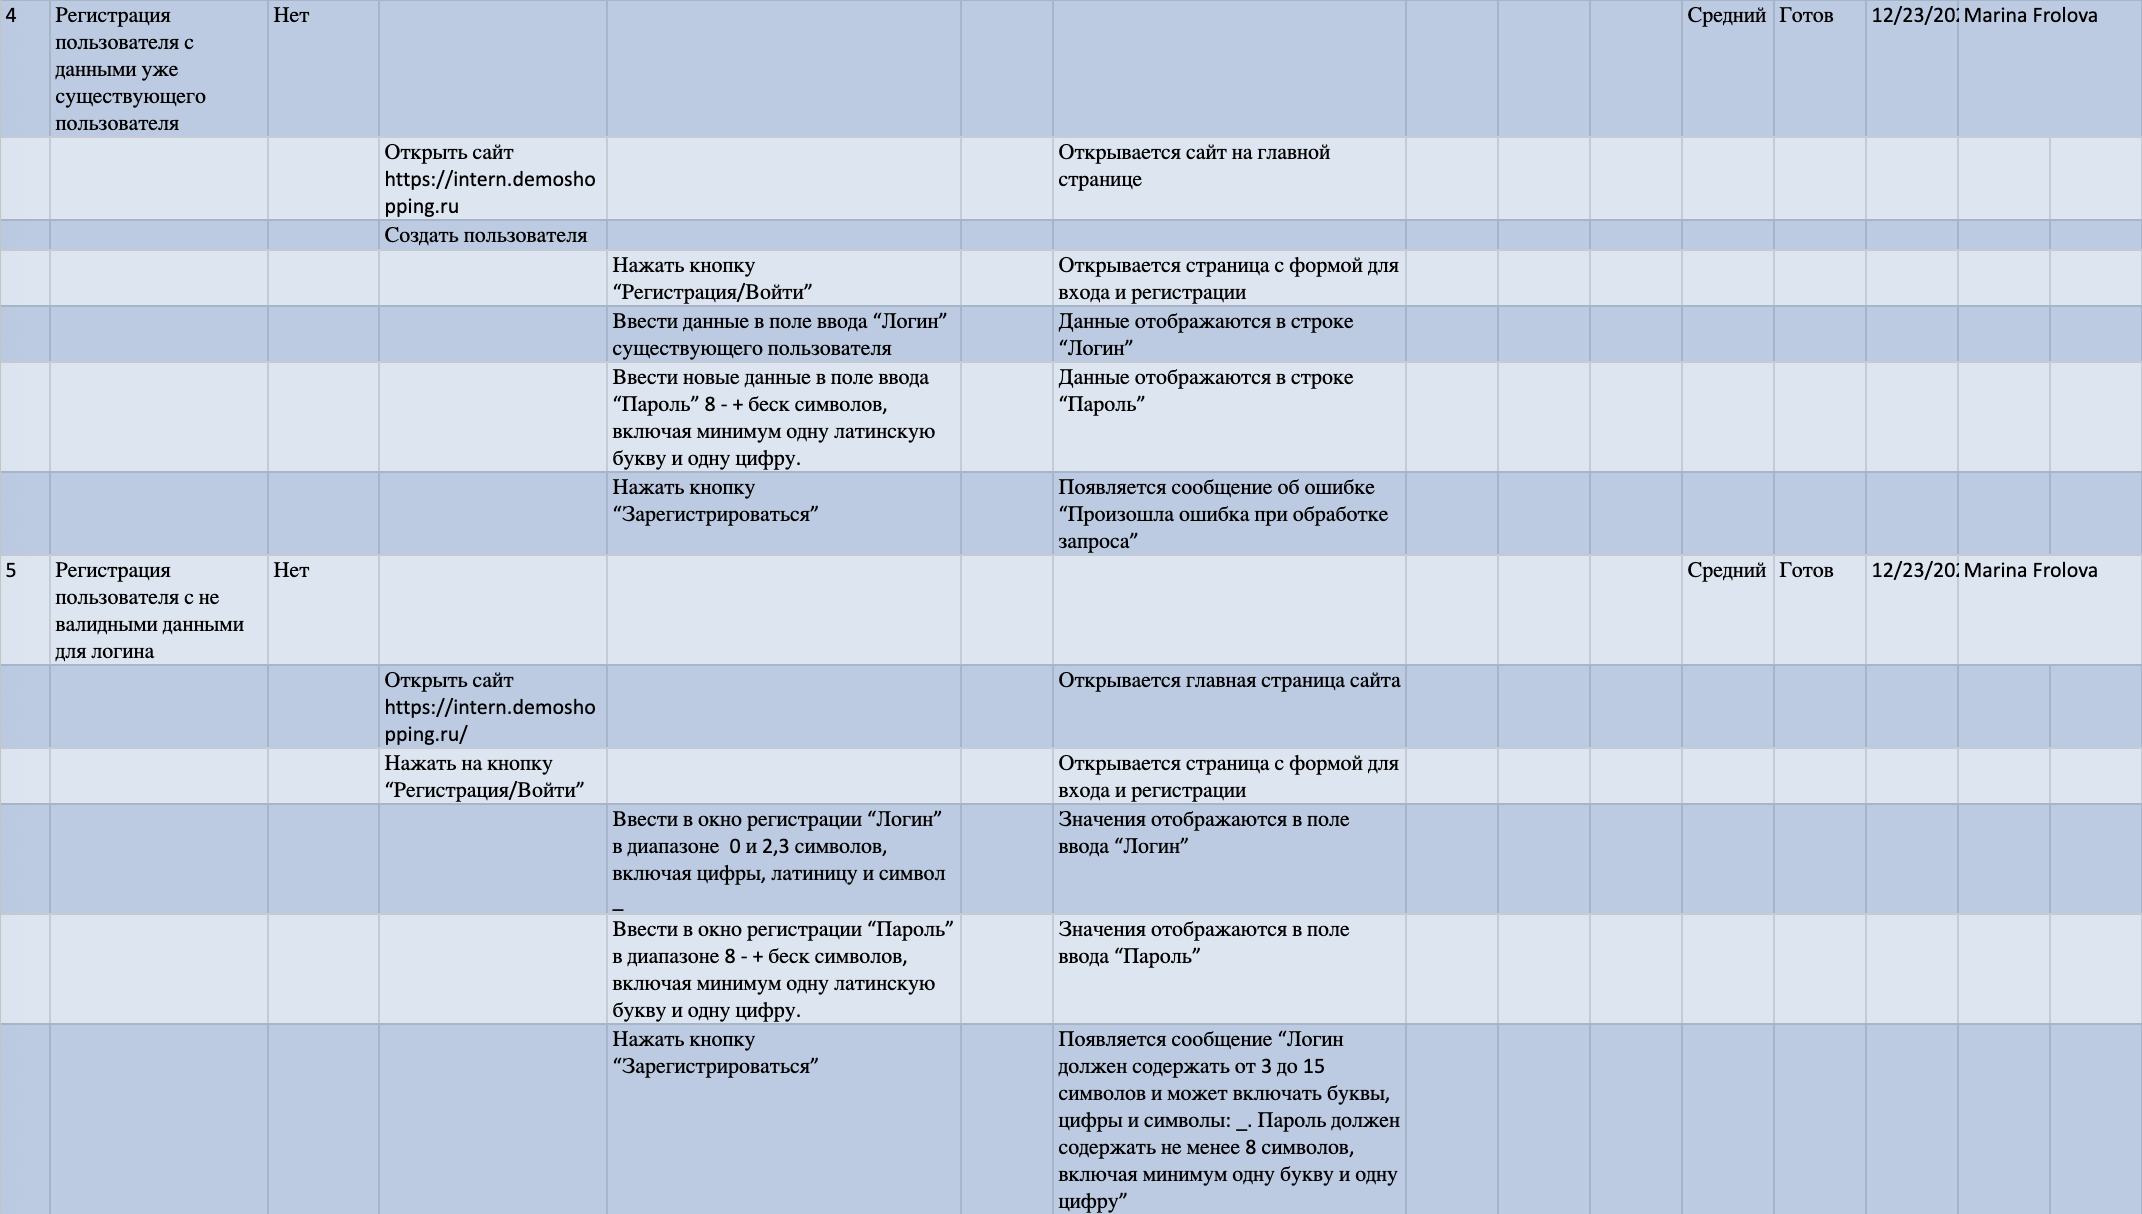 4 Регистрация Нет Средний Готов 12/23/202 Marina Frolova
пользователя с
данными уже
существующего
пользователя
Открыть сайт Открывается сайт на главной
https://intern.demosho странице
pping.ru
Создать пользователя
Нажать кнопку Открывается страница с формой для
“Регистрация/Войти” входа и регистрации
Ввести данные в поле ввода “Логин” Данные отображаются в строке
существующего пользователя “Логин”
Ввести новые данные в поле ввода Данные отображаются в строке
“Пароль” 8 - + беск символов, “Пароль”
включая минимум одну латинскую
букву и одну цифру.
Нажать кнопку Появляется сообщение об ошибке
“Зарегистрироваться” “Произошла ошибка при обработке
запроса”
5 Регистрация Нет Средний Готов 12/23/202 Marina Frolova
пользователя с не
валидными данными
для логина
Открыть сайт Открывается главная страница сайта
https://intern.demosho
pping.ru/
Нажать на кнопку Открывается страница с формой для
“Регистрация/Войти” входа и регистрации
Ввести в окно регистрации “Логин” Значения отображаются в поле
в диапазоне 0 и 2,3 символов, ввода “Логин”
включая цифры, латиницу и символ
_
Ввести в окно регистрации “Пароль” Значения отображаются в поле
в диапазоне 8 - + беск символов, ввода “Пароль”
включая минимум одну латинскую
букву и одну цифру.
Нажать кнопку Появляется сообщение “Логин
“Зарегистрироваться” должен содержать от 3 до 15
символов и может включать буквы,
цифры и символы: _. Пароль должен
содержать не менее 8 символов,
включая минимум одну букву и одну
цифру”